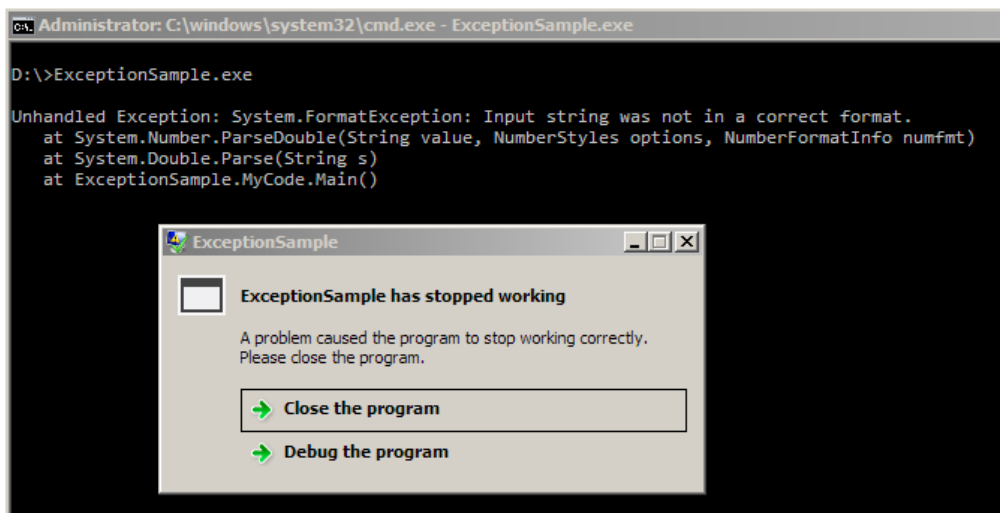 Administrator: C:\windows\system32\cmd.exe - ExceptionSample.exe
D:\>ExceptionSample.exe
Unhandled Exception: System.FormatException: Input string was not in a correct format.
   at System.Number.ParseDouble(String value, NumberStyles options, NumberFormatInfo numfmt)
   at System.Double.Parse(String s)
   at ExceptionSample.MyCode.Main()
ExceptionSample
ExceptionSample has stopped working
A problem caused the program to stop working correctly.
Please close the program.
Close the program
Debug the program